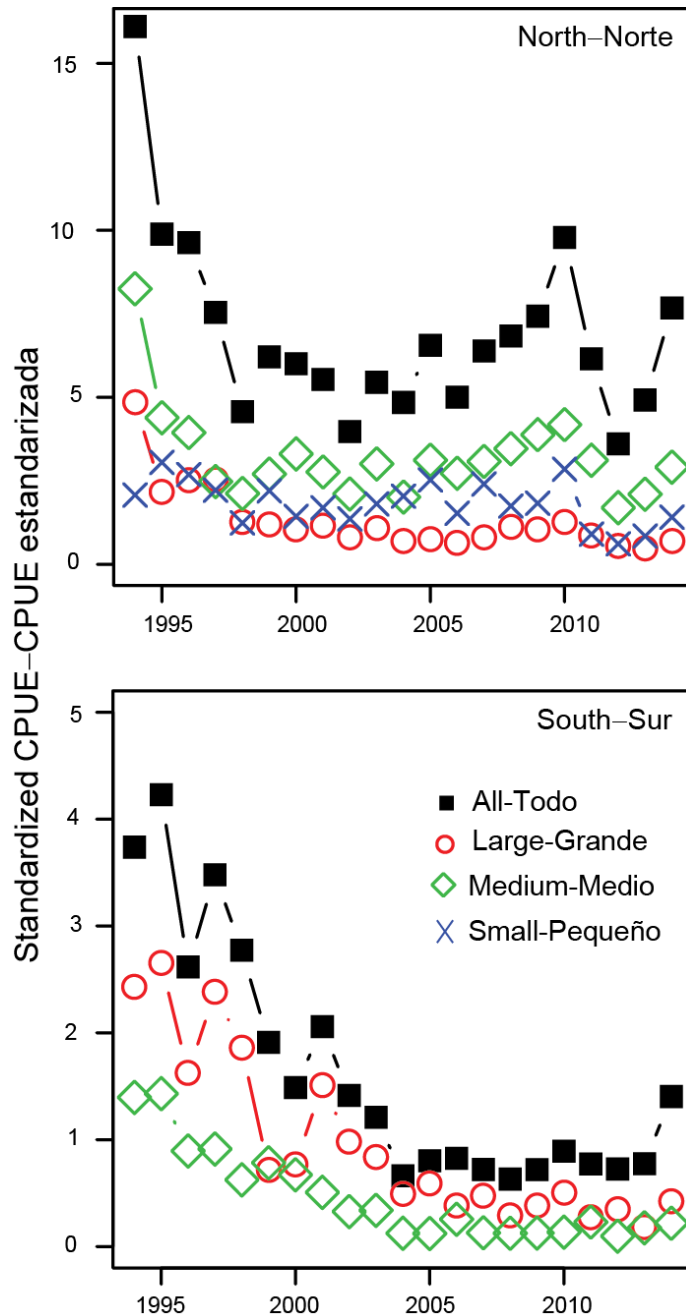 North–Norte
15
10
5
0
1995 2000 2005 2010
Standardized CPUE–CPUE estandarizada
South–Sur
5
4
3
2
1
0
All-Todo
Large-Grande
Medium-Medio
Small-Pequeño
1995 2000 2005 2010